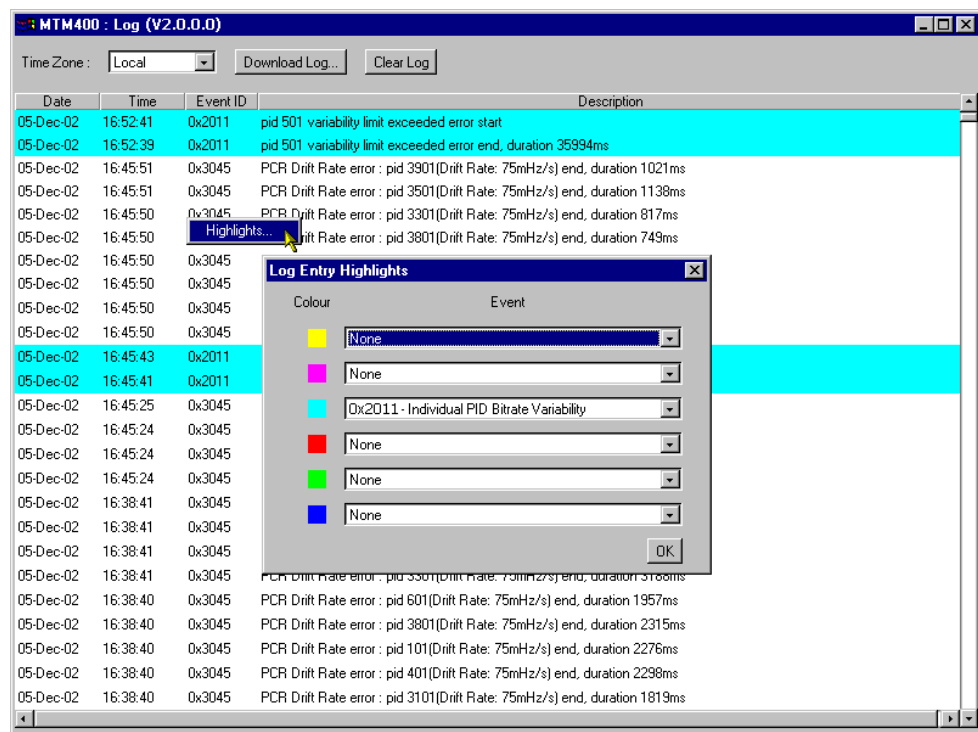 MTM400 : Log (V2.0.0.0)
Time Zone : Local Download Log... Clear Log
Date Time Event ID Description
05-Dec-02 16:52:41 0x2011 pid 501 variability limit exceeded error start
05-Dec-02 16:52:39 0x2011 pid 501 variability limit exceeded error end, duration 35994ms
05-Dec-02 16:45:51 0x3045 PCR Drift Rate error : pid 3901(Drift Rate: 75mHz/s) end, duration 1021ms
05-Dec-02 16:45:51 0x3045 PCR Drift Rate error : pid 3501(Drift Rate: 75mHz/s) end, duration 1138ms
05-Dec-02 16:45:50 0x3045 PCR Drift Rate error : pid 3301(Drift Rate: 75mHz/s) end, duration 817ms
Highlights...
05-Dec-02 16:45:50 ift Rate error : pid 3801(Drift Rate: 75mHz/s) end, duration 749ms
05-Dec-02 16:45:50 0x3045
05-Dec-02 16:45:50 0x3045
05-Dec-02 16:45:50 0x3045
05-Dec-02 16:45:50 0x3045
05-Dec-02 16:45:43 0x2011
05-Dec-02 16:45:41 0x2011
05-Dec-02 16:45:25 0x3045
05-Dec-02 16:45:24 0x3045
05-Dec-02 16:45:24 0x3045
05-Dec-02 16:45:24 0x3045
05-Dec-02 16:38:41 0x3045
05-Dec-02 16:38:41 0x3045
05-Dec-02 16:38:41 0x3045
Log Entry Highlights
Colour Event
None
None
0x2011 - Individual PID Bitrate Variability
None
None
None
OK
05-Dec-02 16:38:41 0x3045 PCR Drift Rate error : pid 3301(Drift Rate: 75mHz/s) end, duration 3188ms
05-Dec-02 16:38:40 0x3045 PCR Drift Rate error : pid 601(Drift Rate: 75mHz/s) end, duration 1957ms
05-Dec-02 16:38:40 0x3045 PCR Drift Rate error : pid 3801(Drift Rate: 75mHz/s) end, duration 2315ms
05-Dec-02 16:38:40 0x3045 PCR Drift Rate error : pid 101(Drift Rate: 75mHz/s) end, duration 2276ms
05-Dec-02 16:38:40 0x3045 PCR Drift Rate error : pid 401(Drift Rate: 75mHz/s) end, duration 2298ms
05-Dec-02 16:38:40 0x3045 PCR Drift Rate error : pid 3101(Drift Rate: 75mHz/s) end, duration 1819ms